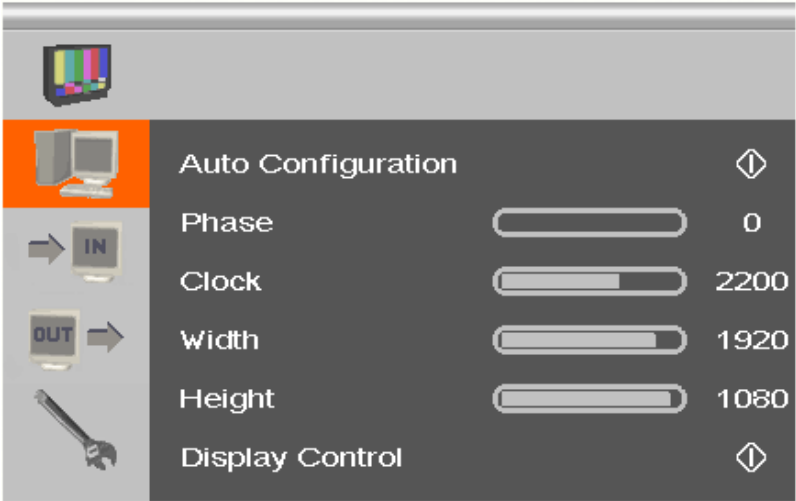 Auto Configuration
Phase 0
Clock 2200
IN
Width 1920
OUT
Height 1080
Display Control